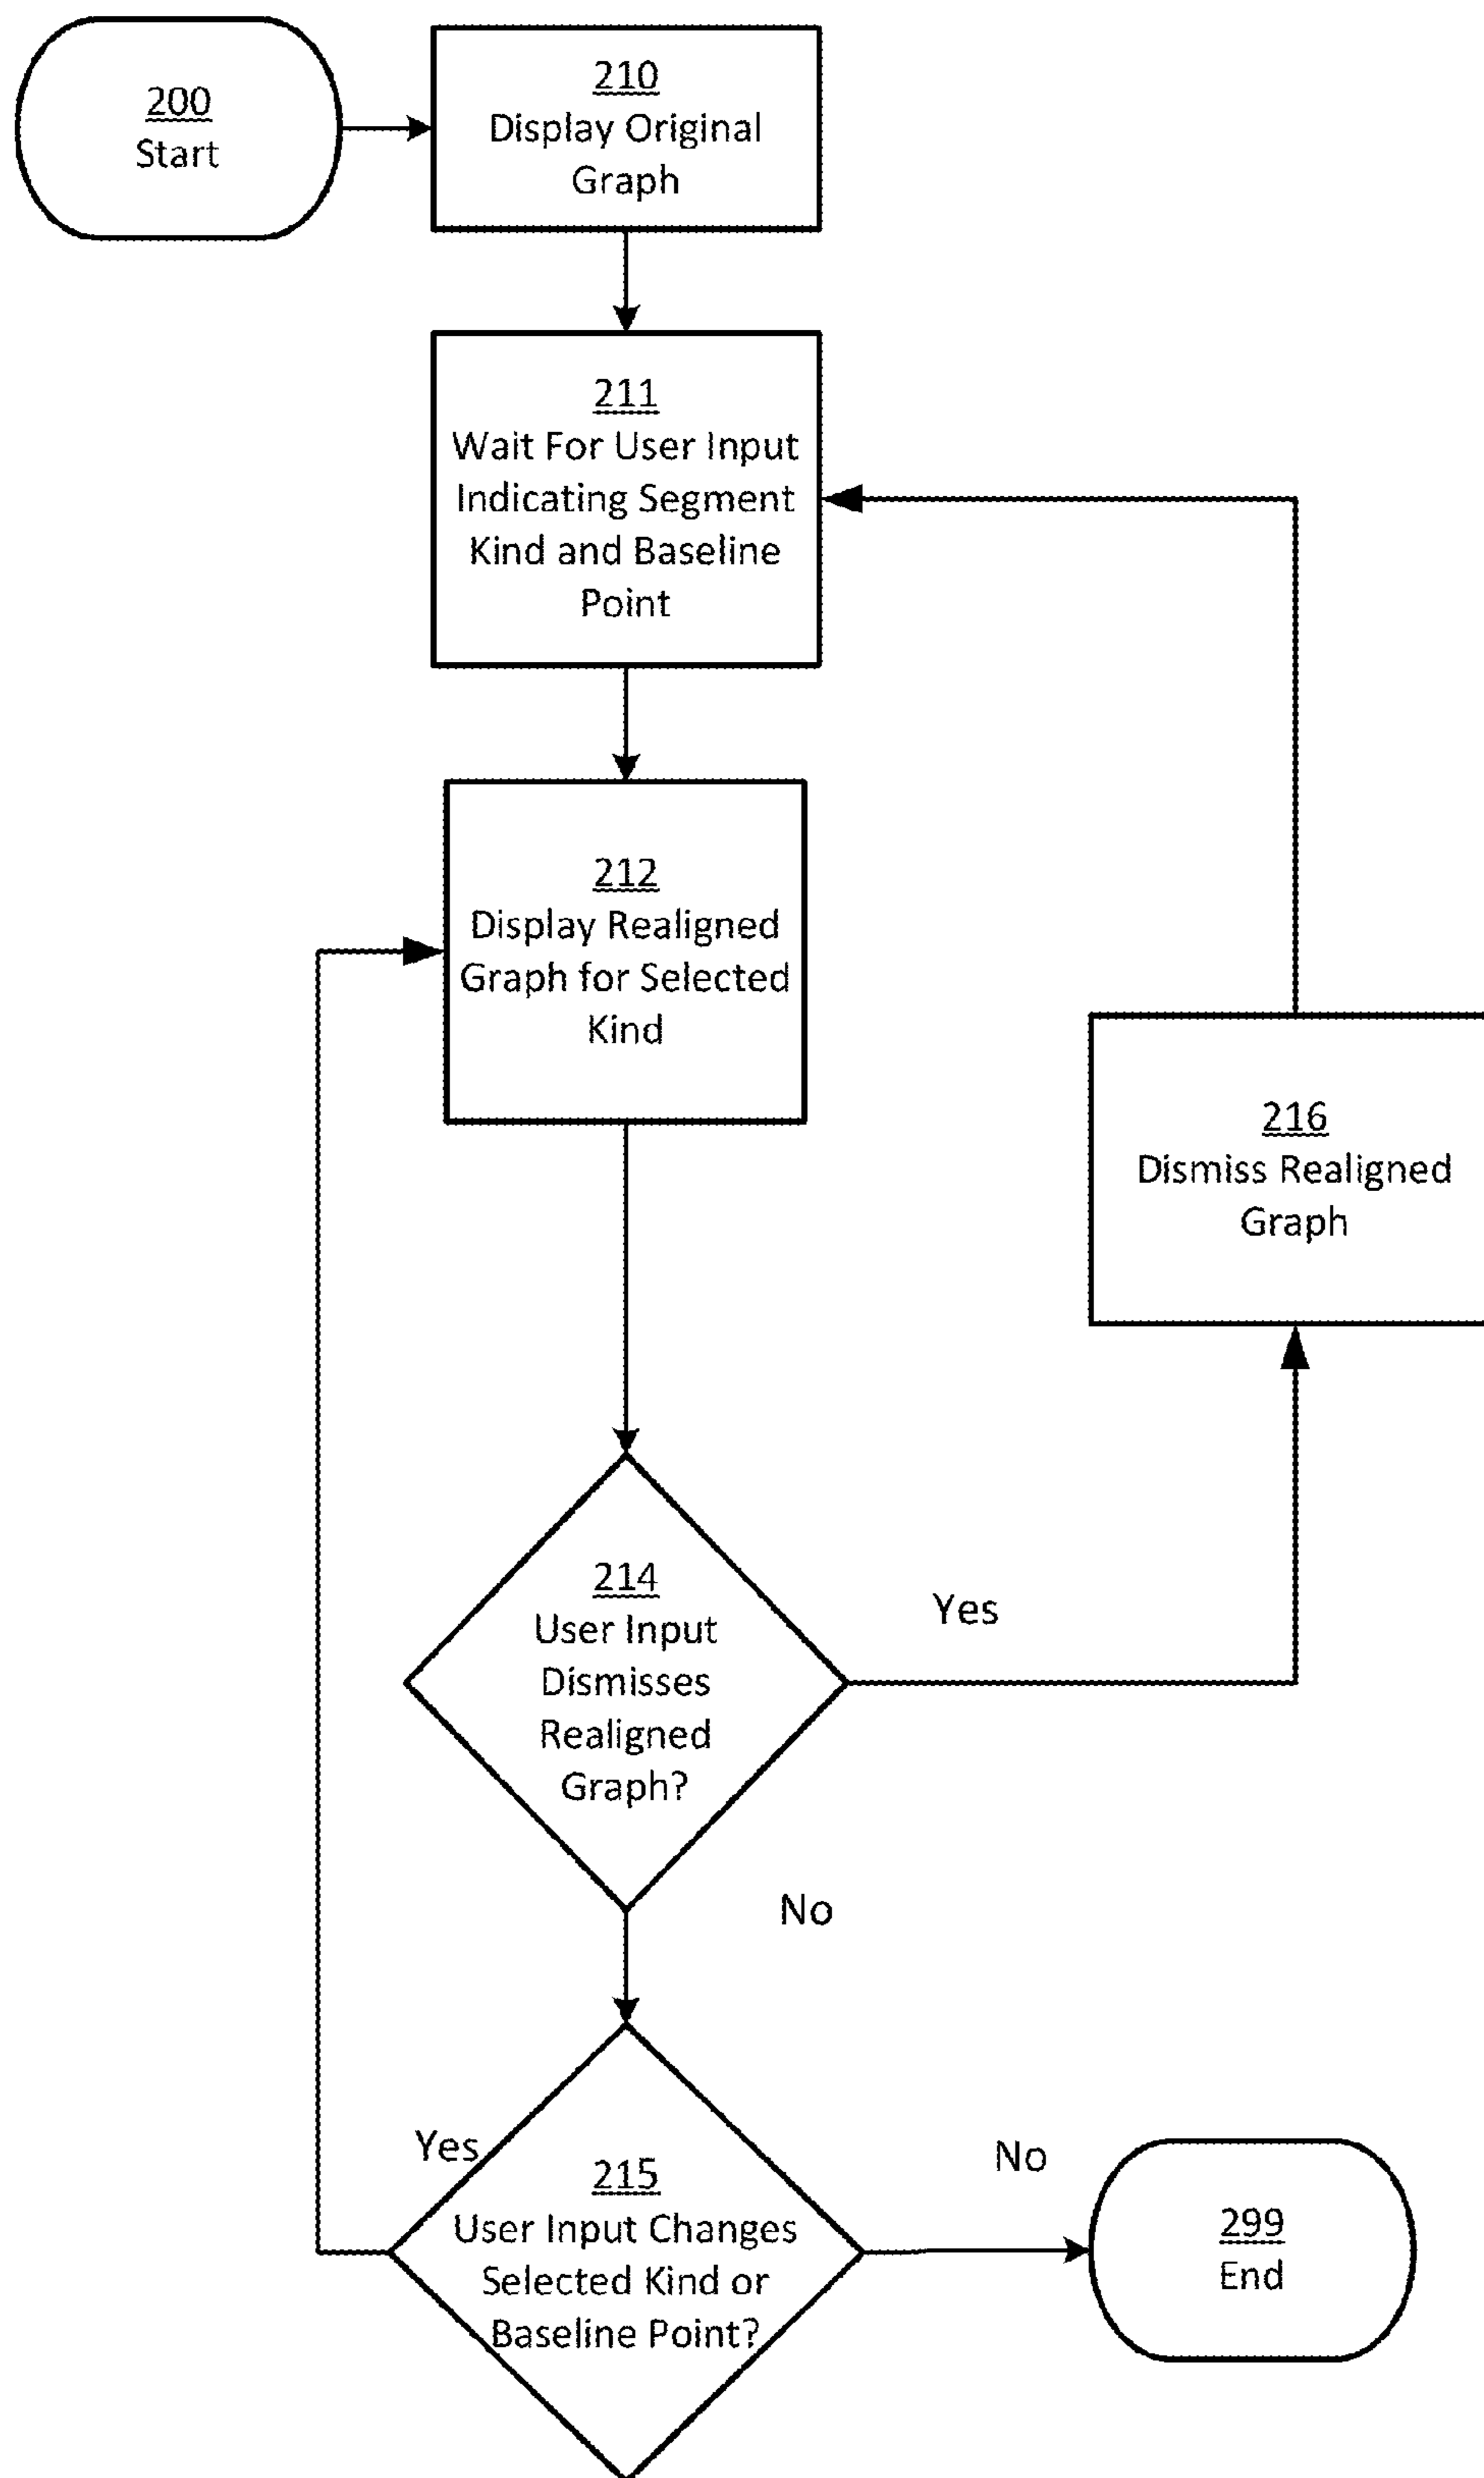 200
Start
210
Display Original
Graph
211
Wait For User Input
Indicating Segment
Kind and Baseline
Point
212
Display Realigned
Graph for Selected
Kind
216
Dismiss Realigned
Graph
214
User Input
Dismisses
Realigned
Graph?
Yes
No
Yes
215
User Input Changes
Selected Kind or
Baseline Point?
No
299
End